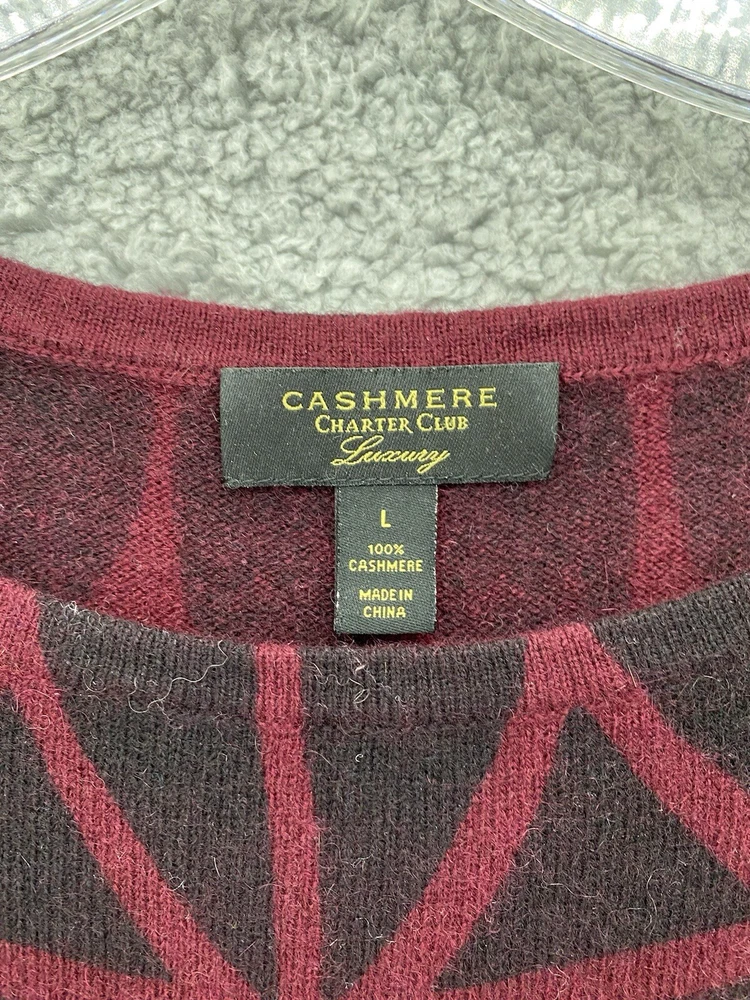 CASHMERE
CHARTER CLUB
Luxury
L
100%
CASHMERE
MADE IN
CHINA